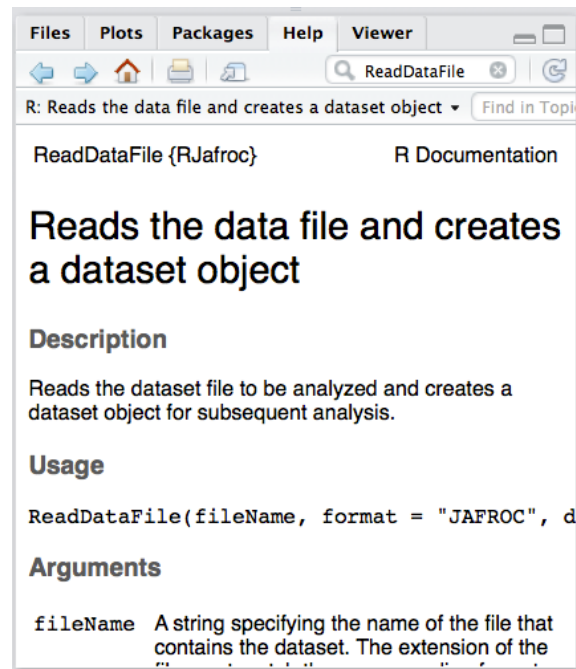 Files Plots Packages Help Viewer
ReadDataFile
R: Reads the data file and creates a dataset object Find in Topi
ReadDataFile {RJafroc} R Documentation
Reads the data file and creates
a dataset object
Description
Reads the dataset file to be analyzed and creates a
dataset object for subsequent analysis.
Usage
ReadDataFile(fileName, format = "JAFROC", d
Arguments
fileName A string specifying the name of the file that
contains the dataset. The extension of the